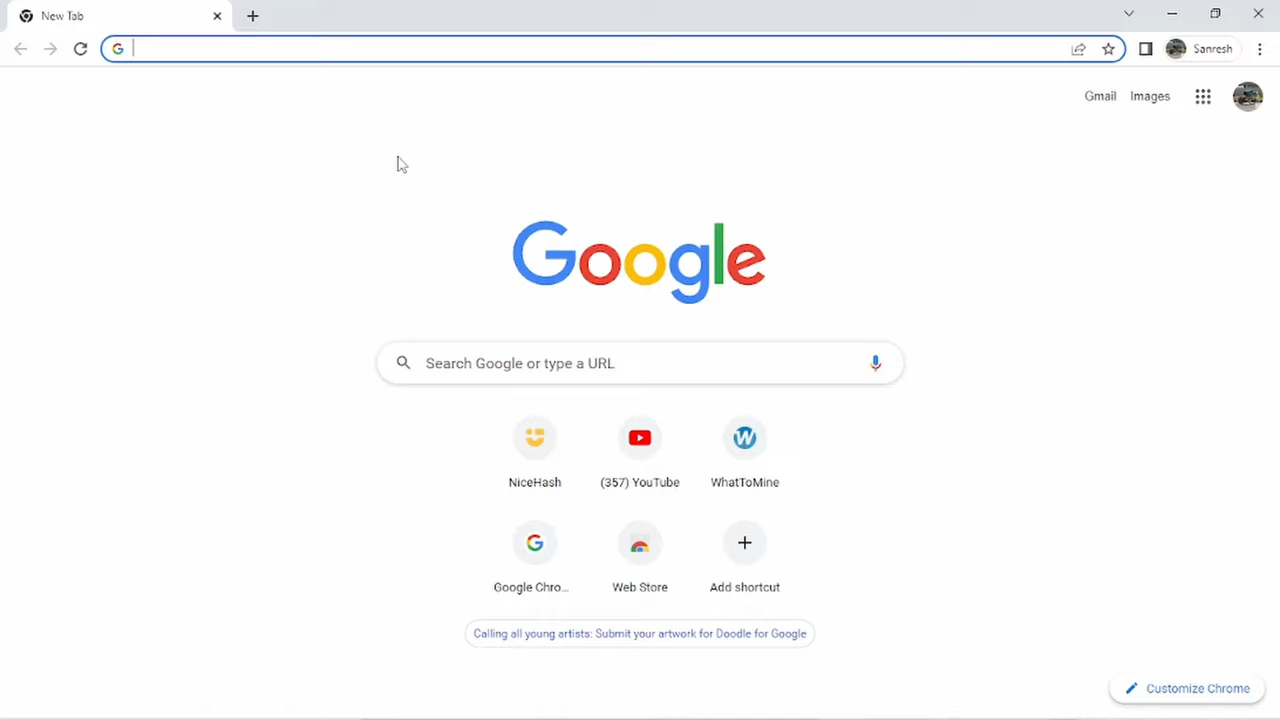 New Tab
Sanresh
Gmail Images
Google
Search Google or type a URL
NiceHash (357) YouTube WhatToMine
Google Chro... Web Store Add shortcut
Calling all young artists: Submit your artwork for Doodle for Google
Customize Chrome